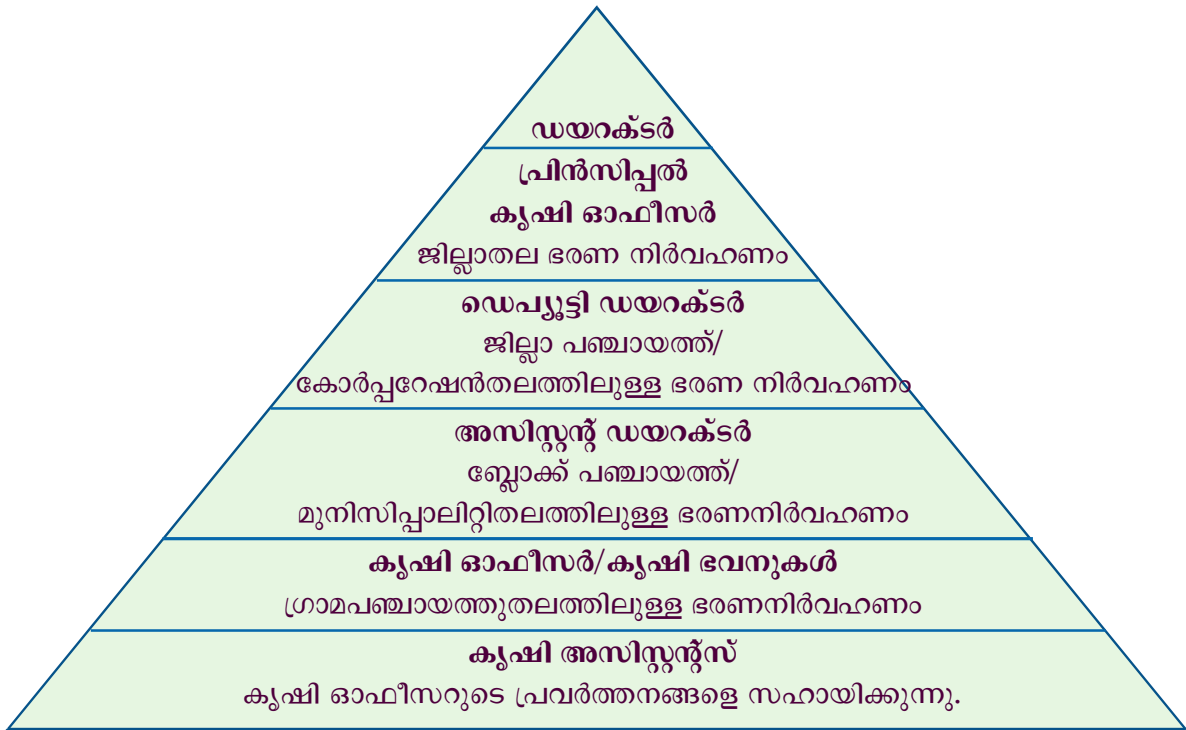 ഡയറക്ടർ
പ്രിൻസിപ്പൽ
കൃഷി ഓഫീസർ
ജില്ലാതല ഭരണ നിർവഹണം
ഡെപ്യൂട്ടി ഡയറക്ടർ
ജില്ലാ പഞ്ചായത്ത്/
കോർപ്പറേഷൻതലത്തിലുള്ള ഭരണ നിർവഹണം
അസിസ്റ്റന്റ് ഡയറക്ടർ
ബ്ലോക്ക് പഞ്ചായത്ത്/
മുനിസിപ്പാലിറ്റിതലത്തിലുള്ള ഭരണനിർവഹണം
കൃഷി ഓഫീസർ/കൃഷി ഭവനുകൾ
ഗ്രാമപഞ്ചായത്തുതലത്തിലുള്ള ഭരണനിർവഹണം
കൃഷി അസിസ്റ്റന്റ്സ്
കൃഷി ഓഫീസറുടെ പ്രവർത്തനങ്ങളെ സഹായിക്കുന്നു.